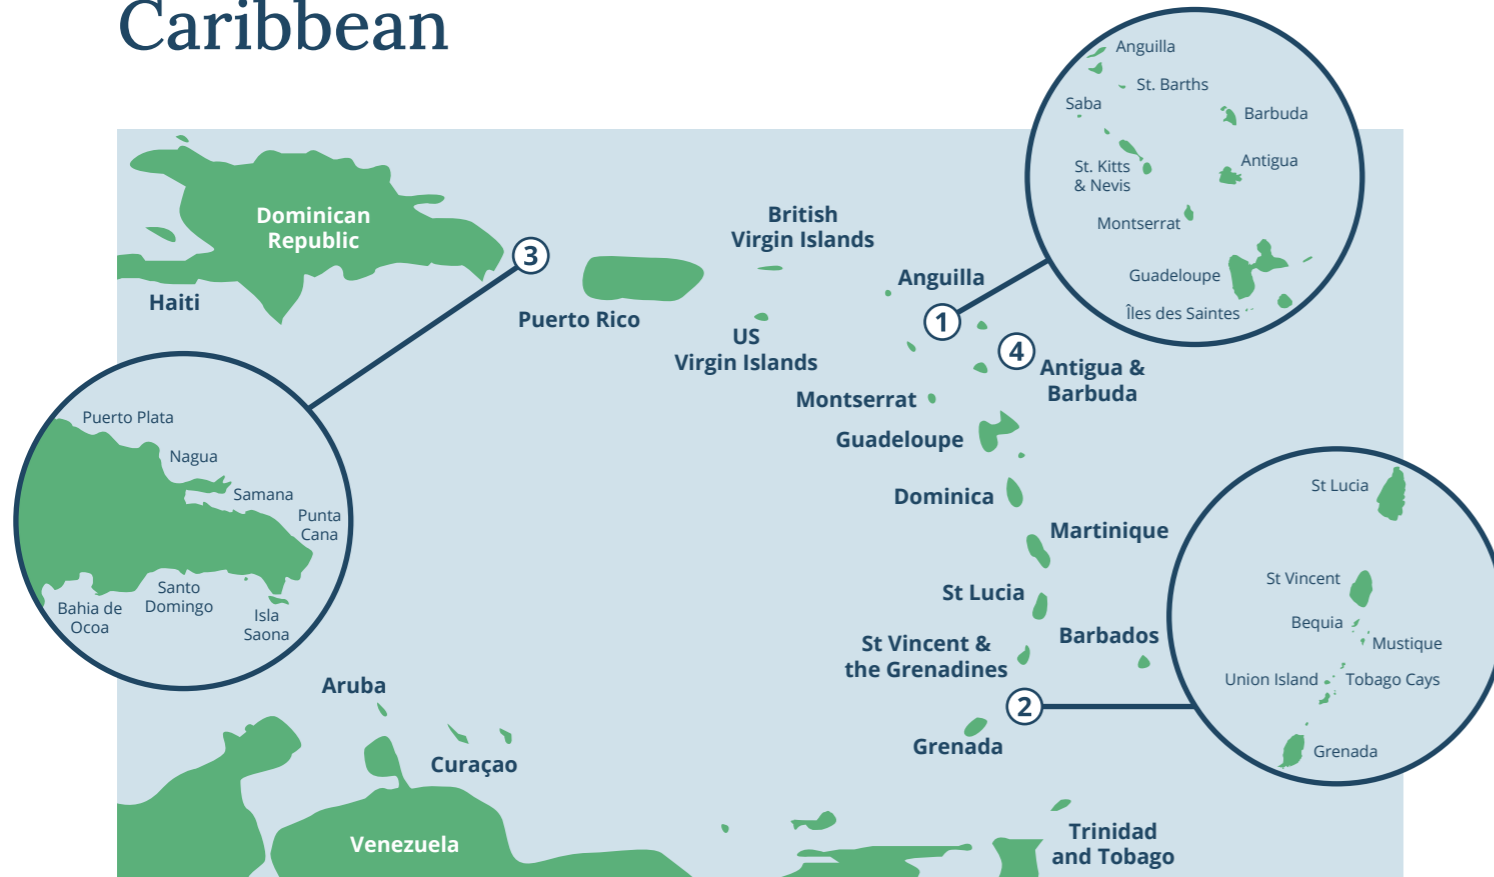 Caribbean
Anguilla
St. Barths
Saba
Barbuda
St. Kitts
& Nevis
Antigua
Montserrat
Guadeloupe
Îles des Saintes
Dominican
Republic
British
Virgin Islands
3
Haiti
Puerto Rico
Anguilla
1
US
Virgin Islands
4
Antigua &
Barbuda
Montserrat
Guadeloupe
Puerto Plata
Nagua
Samana
Punta
Cana
Santo
Domingo
Bahia de
Ocoa
Isla
Saona
Dominica
Martinique
St Lucia
Barbados
St Vincent &
the Grenadines
2
Grenada
St Lucia
St Vincent
Bequia
Mustique
Union Island
Tobago Cays
Grenada
Aruba
Curaçao
Venezuela
Trinidad
and Tobago